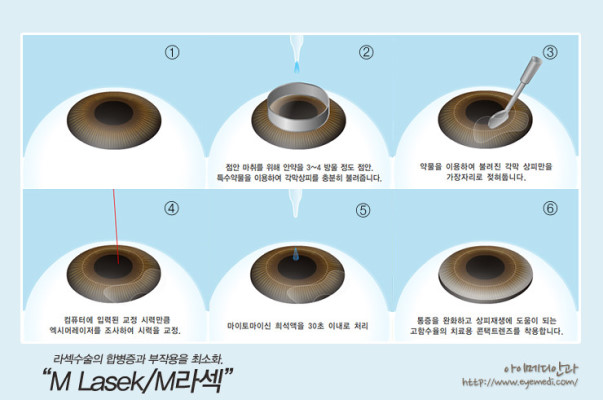 ①
②
③
점안 마취를 위해 안약을 3~4 방울 정도 점안.
특수약물을 이용하여 각막상피를 충분히 불려줍니다.
약물을 이용하여 불려진 각막 상피만을
가장자리로 젖혀둡니다.
④
⑤
⑥
컴퓨터에 입력된 교정 시력만큼
엑시머레이저를 조사하여 시력을 교정.
마이토마이신 희석액을 30초 이내로 처리
통증을 완화하고 상피재생에 도움이 되는
고함수율의 치료용 콘택트렌즈를 착용합니다.
라섹수술의 합병증과 부작용을 최소화.
“M Lasek/M라섹”
아이메디안과
http://www.eyemedi.com/